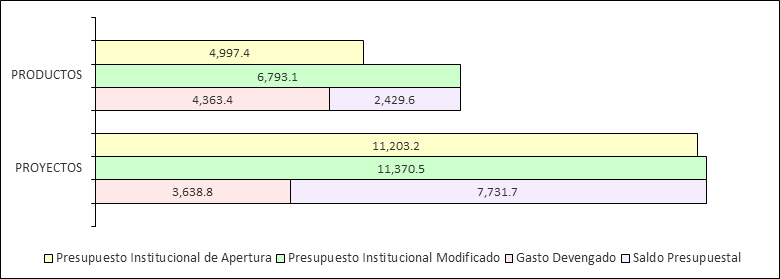 4,997.4
PRODUCTOS
6,793.1
4,363.4 2,429.6
11,203.2
PROYECTOS
11,370.5
3,638.8 7,731.7
Presupuesto Institucional de Apertura Presupuesto Institucional Modificado Gasto Devengado Saldo Presupuestal